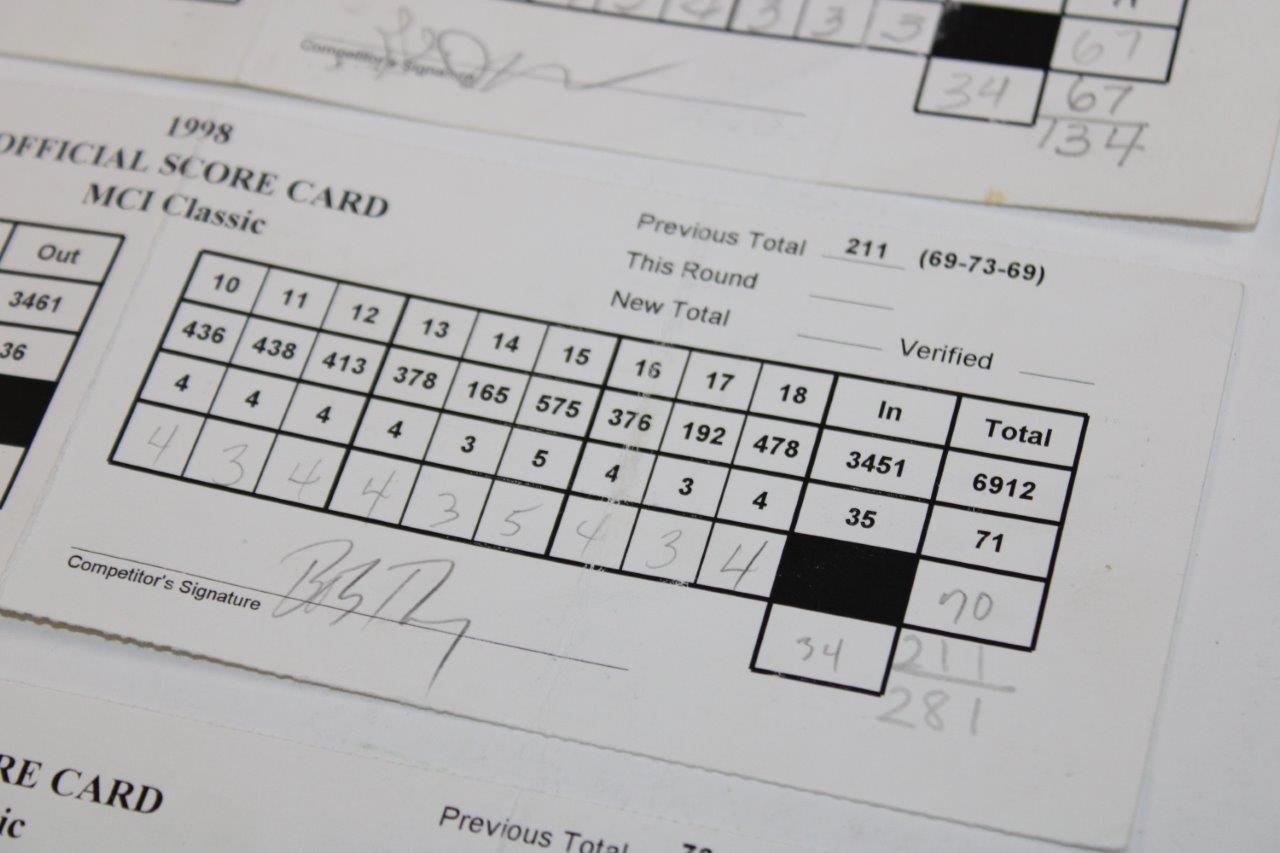 4 3 3 3
67
Competitor's Signature
34 67
134
1998
OFFICIAL SCORE CARD
MCI Classic
Previous Total 211 (69-73-69)
This Round
New Total
Verified
Out
3461
36
10 11 12 13 14 15 16 17 18 In Total
436 438 413 378 165 575 376 192 478 3451 6912
4 4 4 4 3 5 4 3 4 35 71
4 3 4 4 3 5 4 3 4 70
34 211
281
Competitor's Signature
RE CARD
ic
Previous Total